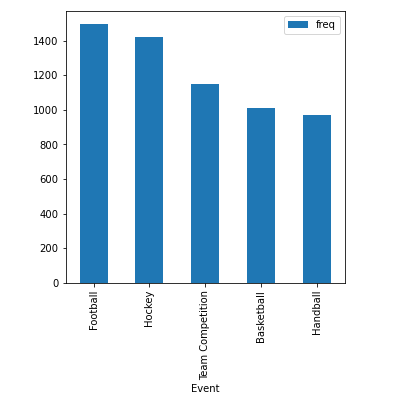 freq
1400
1200
1000
800
600
400
200
0
Football
Hockey
Team Competition
Basketball
Handball
Event